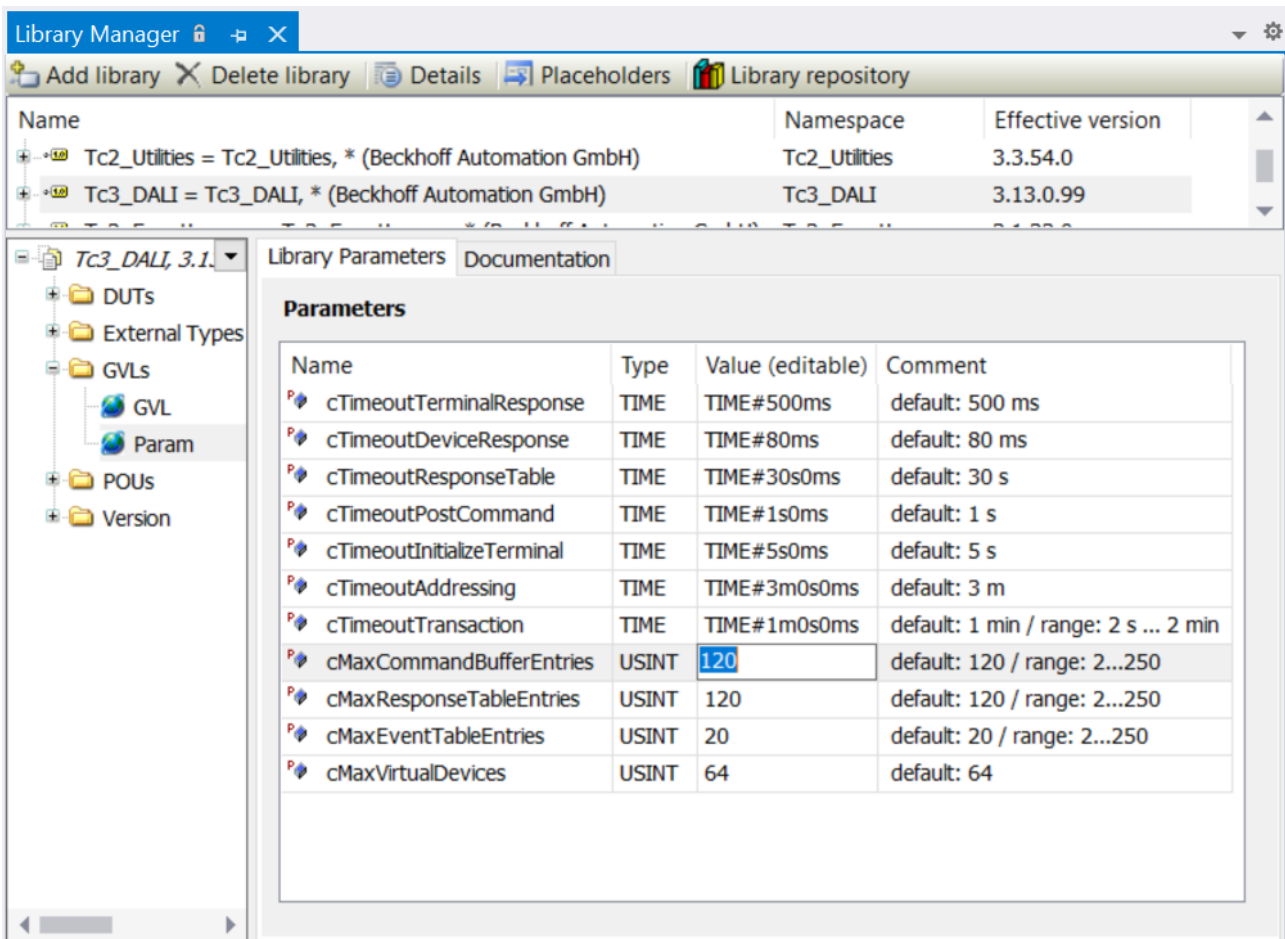 Library Manager
Add library Delete library Details Placeholders Library repository
Name Namespace Effective version
Tc2_Utilities = Tc2_Utilities, * (Beckhoff Automation GmbH) Tc2_Utilities 3.3.54.0
Tc3_DALI = Tc3_DALI, * (Beckhoff Automation GmbH) Tc3_DALI 3.13.0.99
Tc3_DALI, 3.1. Library Parameters Documentation
DUTs
External Types
GVLs
GVL
Param
POUs
Version
Parameters
Name Type Value (editable) Comment
cTimeoutTerminalResponse TIME TIME#500ms default: 500 ms
cTimeoutDeviceResponse TIME TIME#80ms default: 80 ms
cTimeoutResponseTable TIME TIME#30s0ms default: 30 s
cTimeoutPostCommand TIME TIME#1s0ms default: 1 s
cTimeoutInitializeTerminal TIME TIME#5s0ms default: 5 s
cTimeoutAddressing TIME TIME#3m0s0ms default: 3 m
cTimeoutTransaction TIME TIME#1m0s0ms default: 1 min / range: 2 s ... 2 min
cMaxCommandBufferEntries USINT 120 default: 120 / range: 2...250
cMaxResponseTableEntries USINT 120 default: 120 / range: 2...250
cMaxEventTableEntries USINT 20 default: 20 / range: 2...250
cMaxVirtualDevices USINT 64 default: 64